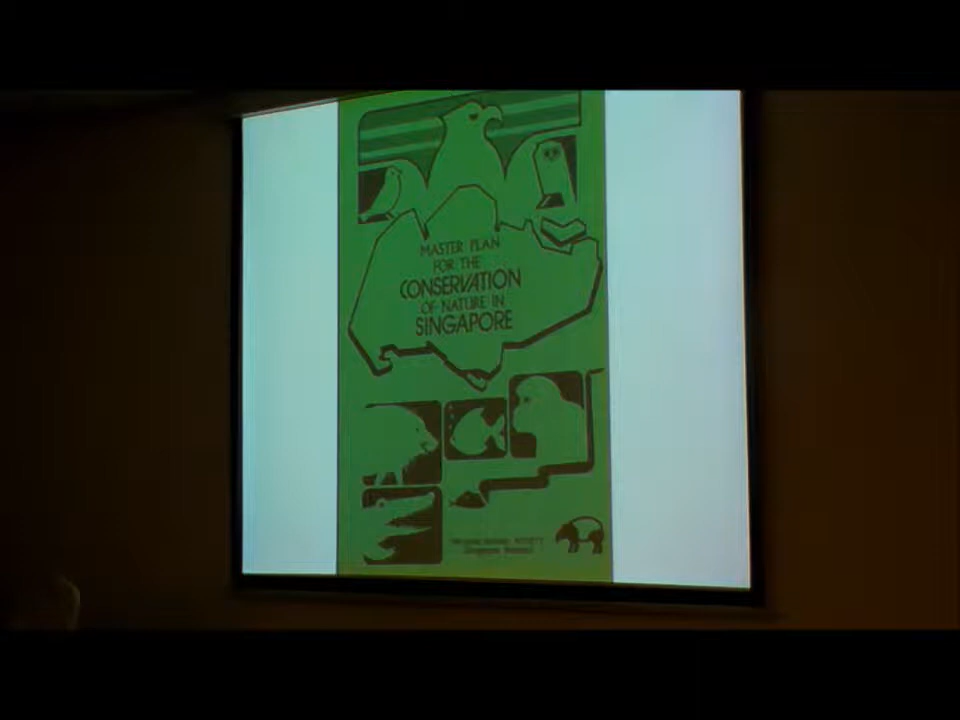 MASTER PLAN
FOR THE
CONSERVATION
OF NATURE IN
SINGAPORE